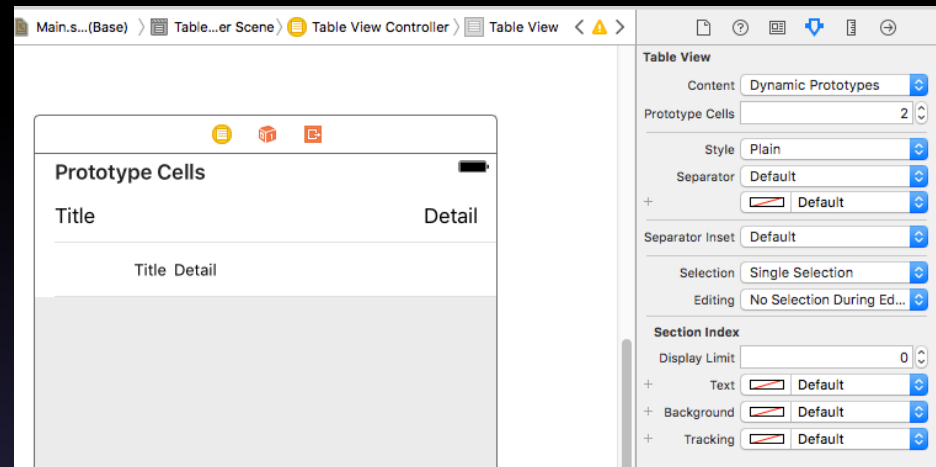 Main.s...(Base) Table...er Scene) Table View Controller Table View
Prototype Cells
Title Detail
Title Detail
Table View
Content Dynamic Prototypes
Prototype Cells 2
Style Plain
Separator Default
+ Default
Separator Inset Default
Selection Single Selection
Editing No Selection During Ed...
Section Index
Display Limit 0
+ Text Default
+ Background Default
+ Tracking Default